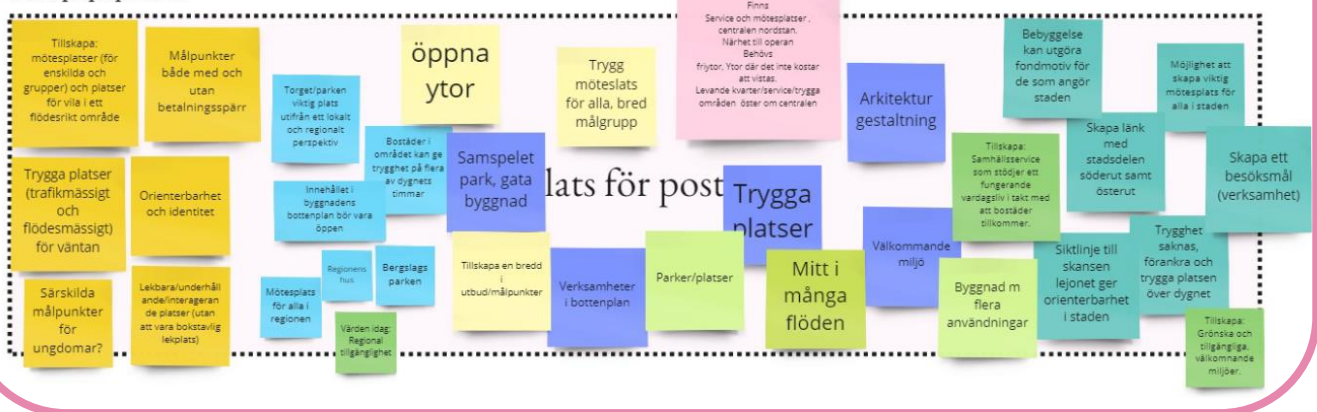 Tillskapa:
mötesplatser (för
enskilda och
grupper) och platser
för vila i ett
flödesrikt område
Målpunkter
både med och
utan
betalningsspärr
Trygga platser
(trafikmässigt
och
flödesmässigt)
för väntan
Orienterbarhet
och identitet
Särskilda
målpunkter
för
ungdomar?
Lekbara/underhåll
ande/interageran
de platser (utan
att vara bokstavlig
lekplats)
Torget/parken
viktig plats
utifrån ett lokalt
och regionalt
perspektiv
Bostäder i
området kan ge
trygghet på flera
av dygnets
timmar
Innehållet i
byggnadens
bottenplan bör vara
öppen
Mötesplats
för alla i
regionen
Regionens
hus
Bergslags
parken
Värden idag:
Regional
tillgänglighet
öppna
ytor
Samspelet
park, gata
byggnad
Tillskapa en bredd
i
utbud/målpunkter
Verksamheter
i bottenplan
Trygg
möteslats
för alla, bred
målgrupp
lats för post
Parker/platser
Finns
Service och mötesplatser ,
centralen nordstan.
Närhet till operan
Behövs
friytor, Ytor där det inte kostar
att vistas.
Levande kvarter/service/trygga
områden öster om centralen
Trygga
platser
Mitt i
många
flöden
Arkitektur
gestaltning
Välkommande
miljö
Bebyggelse
kan utgöra
fondmotiv för
de som angör
staden
Tillskapa:
Samhällsservice
som stödjer ett
fungerande
vardagsliv i takt med
att bostäder
tillkommer.
Byggnad m
flera
användningar
Möjlighet att
skapa viktig
mötesplats för
alla i staden
Skapa länk
med
stadsdelen
söderut samt
österut
Skapa ett
besöksmål
(verksamhet)
Siktlinje till
skansen
lejonet ger
orienterbarhet
i staden
Trygghet
saknas,
förankra och
trygga platsen
över dygnet
Tillskapa:
Grönska och
tillgängliga,
välkomnande
miljöer.